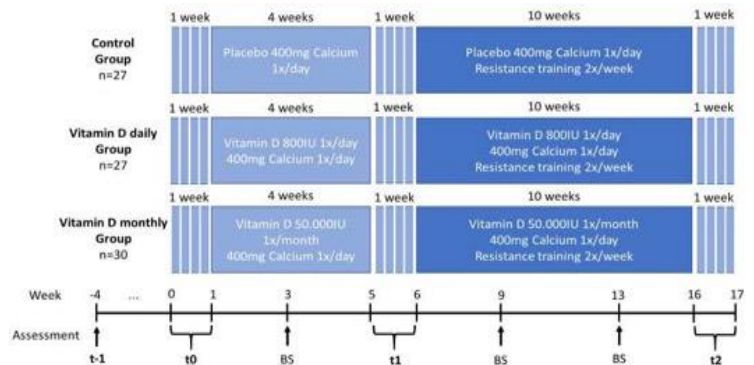 1 week 4 weeks 1 week 10 weeks 1 week
Control
Group
n=27
Placebo 400mg Calcium
1x/day
Placebo 400mg Calcium 1x/day
Resistance training 2x/week
1 week 4 weeks 1 week 10 weeks 1 week
Vitamin D daily
Group
n=27
Vitamin D 800IU 1x/day
400mg Calcium 1x/day
Vitamin D 800IU 1x/day
400mg Calcium 1x/day
Resistance training 2x/week
1 week 4 weeks 1 week 10 weeks 1 week
Vitamin D monthly
Group
n=30
Vitamin D 50.000IU
1x/month
400mg Calcium 1x/day
Vitamin D 50.000IU 1x/month
400mg Calcium 1x/day
Resistance training 2x/week
Week -4 ... 0 1 3 5 6 9 13 16 17
Assessment
t-1 t0 BS t1 BS BS t2